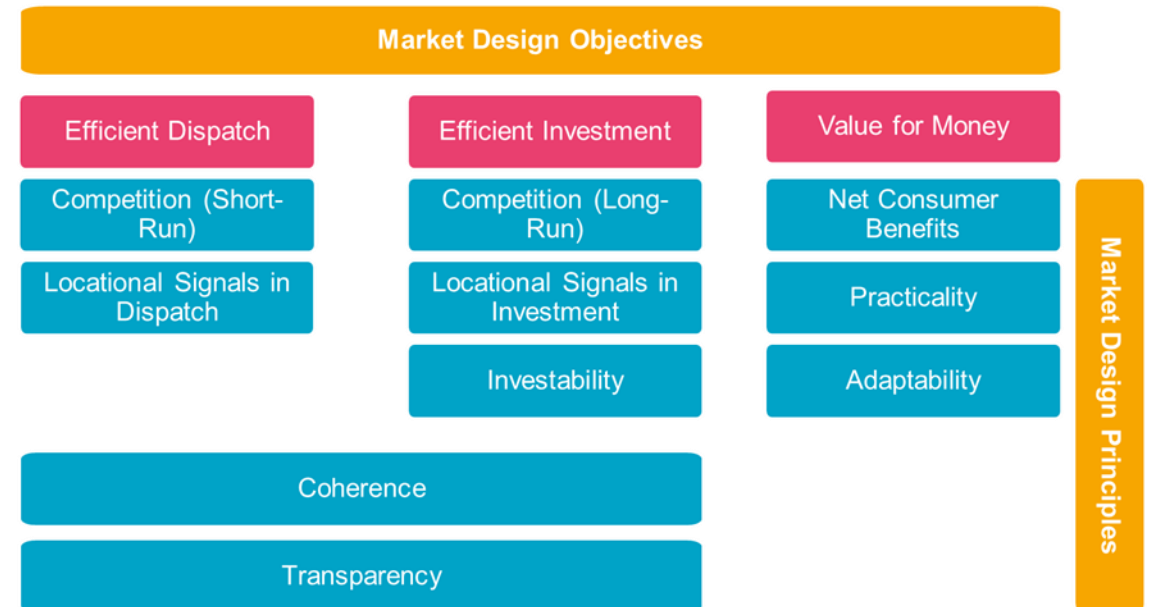 Market Design Objectives
Efficient Dispatch
Efficient Investment
Value for Money
Competition (Short-
Run)
Competition (Long-
Run)
Net Consumer
Benefits
Locational Signals in
Dispatch
Locational Signals in
Investment
Practicality
Investability
Adaptability
Coherence
Transparency
Market Design Principles